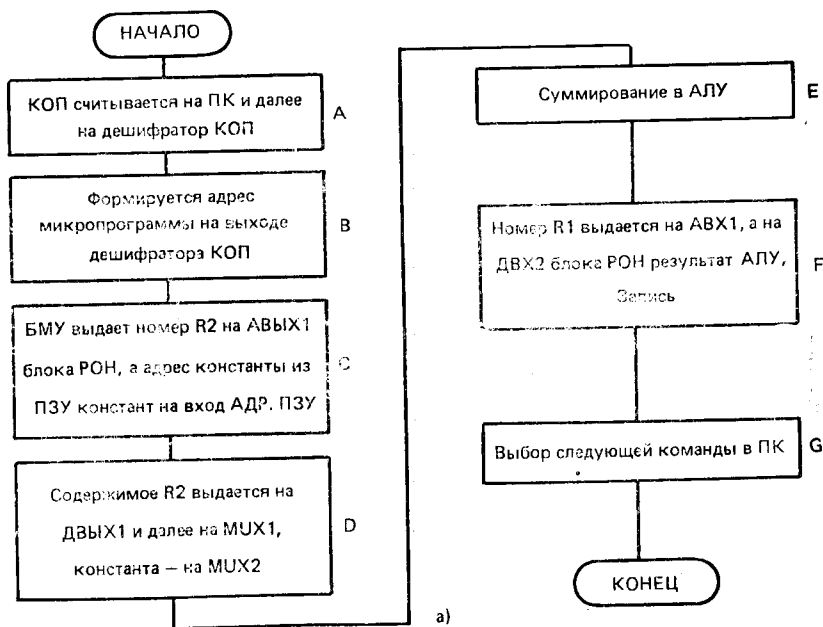 НАЧАЛО
КОП считывается на ПК и далее
на дешифратор КОП
A
Формируется адрес
микропрограммы на выходе
дешифратора КОП
B
БМУ выдает номер R2 на АВЫХ1
блока РОН, а адрес константы из
ПЗУ констант на вход АДР. ПЗУ
C
Содержимое R2 выдается на
ДВЫХ1 и далее на MUX1,
константа — на MUX2
D
Суммирование в АЛУ
E
Номер R1 выдается на АВХ1, а на
ДВХ2 блока РОН результат АЛУ,
Запись
F
Выбор следующей команды в ПК
G
КОНЕЦ
а)